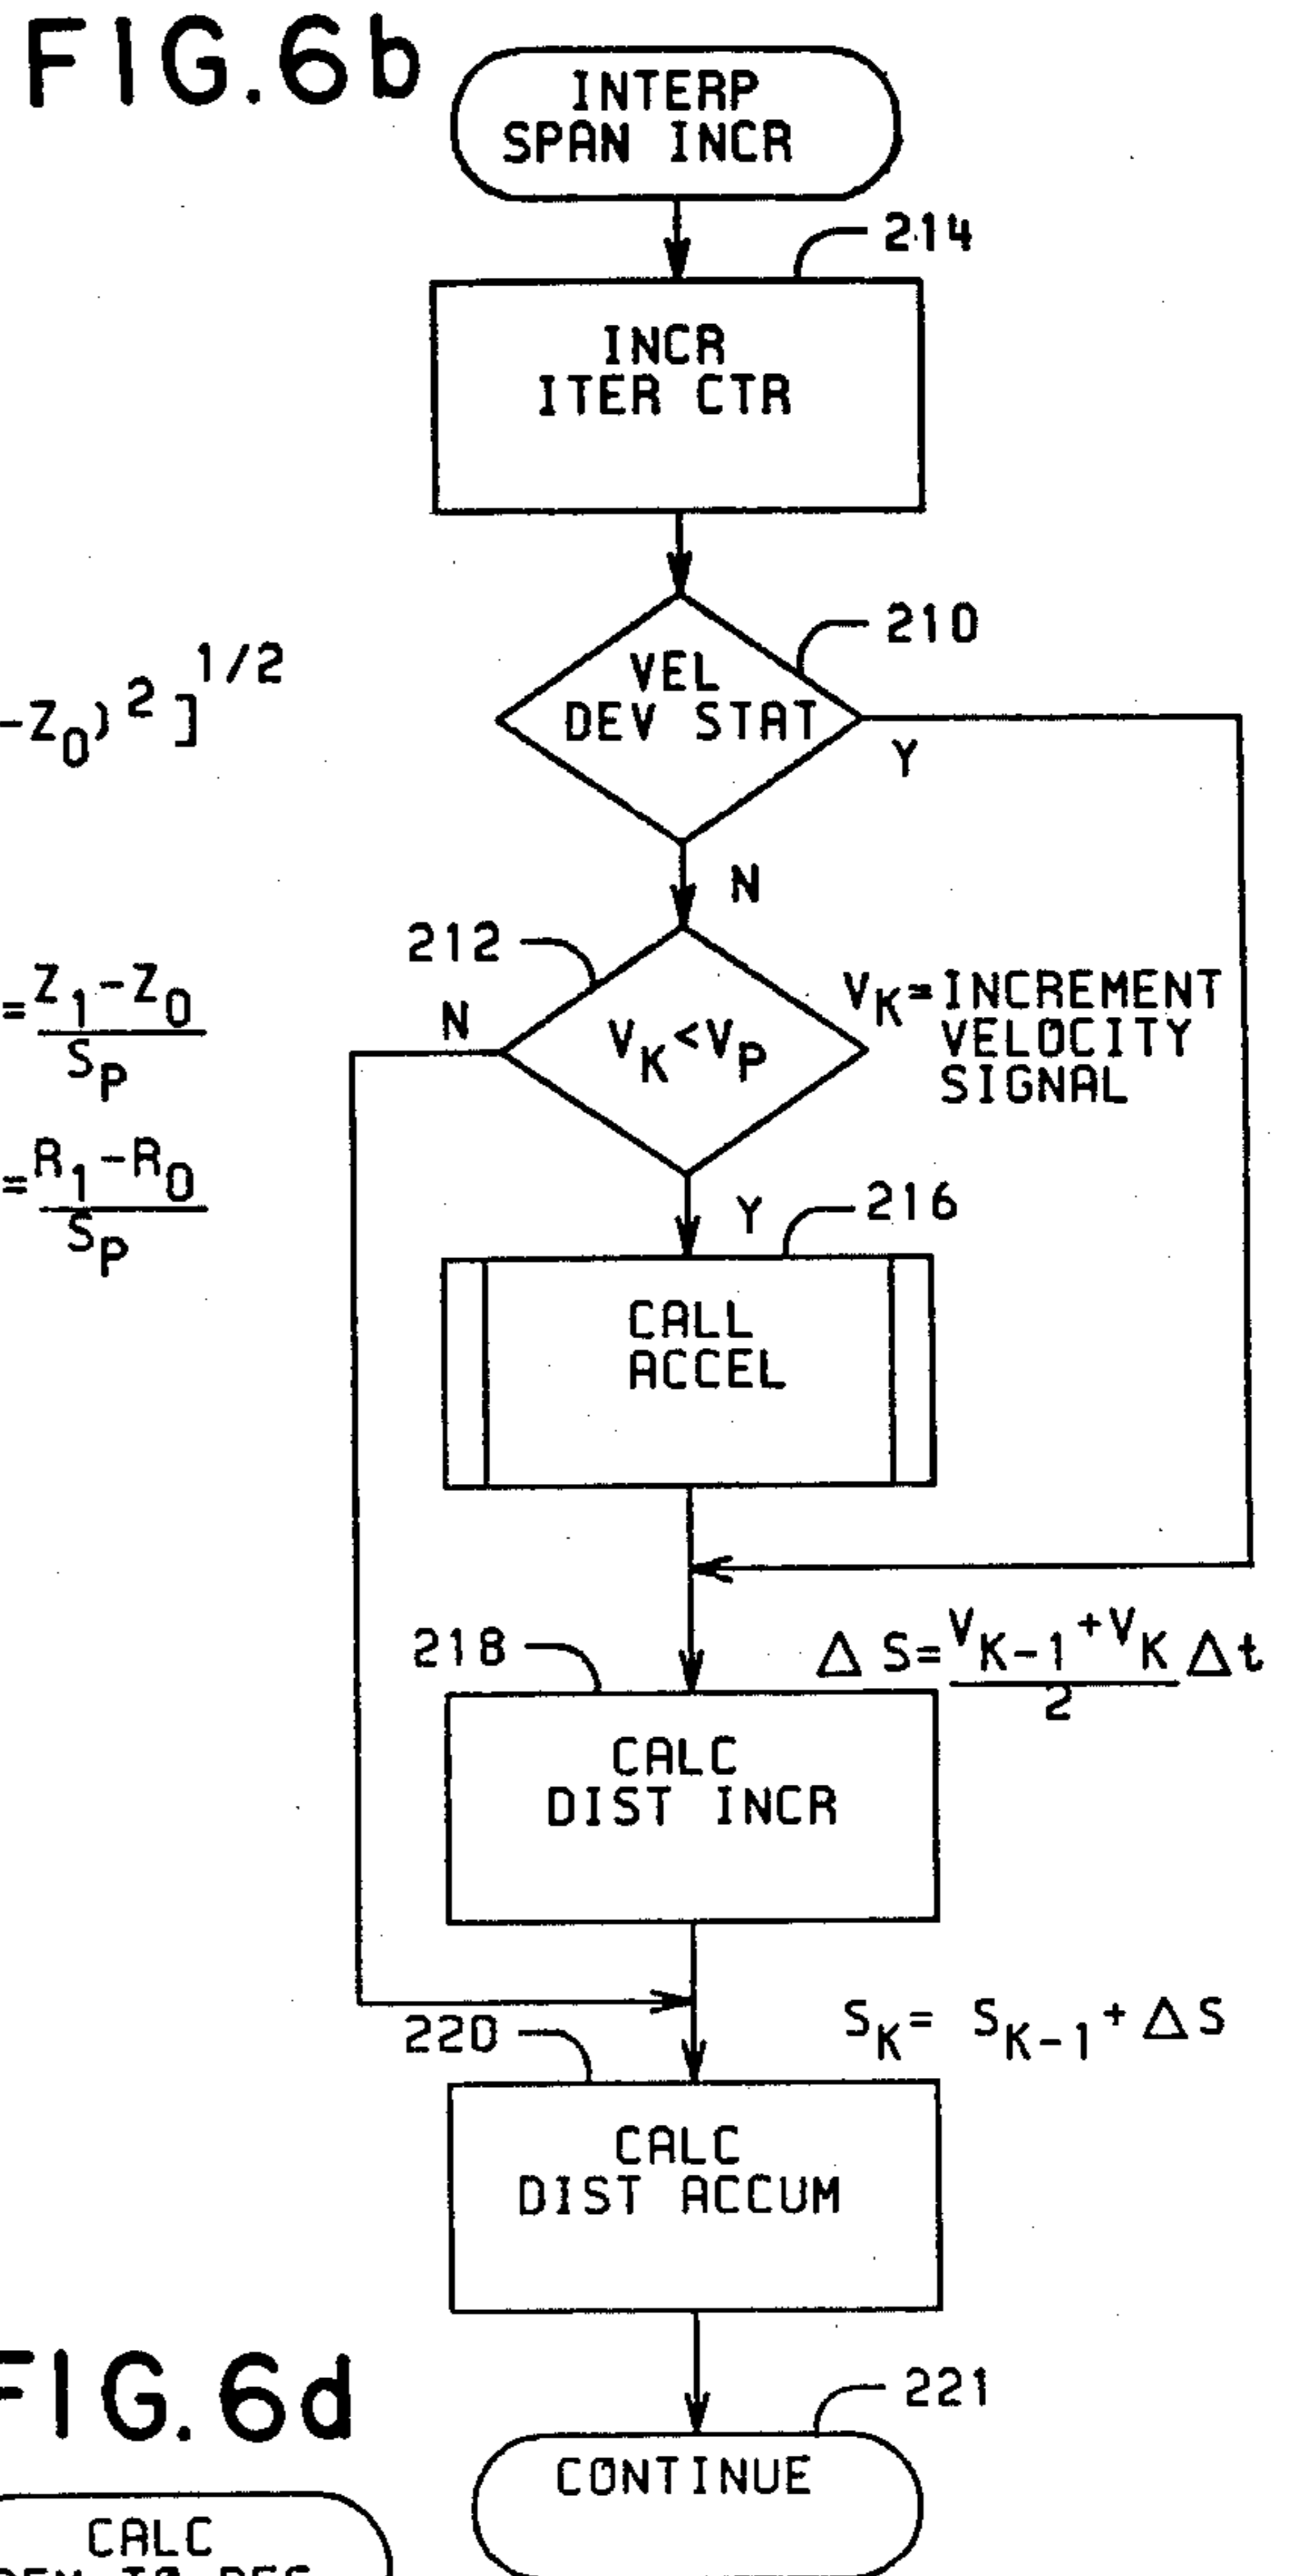 FIG.6b
INTERP
SPAN INCR
214
INCR
ITER CTR
210
VEL
DEV STAT
Y
N
-Z0)2]1/2
212
N
VK<VP
VK=INCREMENT
VELOCITY
SIGNAL
=Z1-Z0
SP
=R1-R0
SP
Y
216
CALL
ACCEL
218
ΔS=VK-1+VKΔt
2
CALC
DIST INCR
220
SK= SK-1+ΔS
CALC
DIST ACCUM
221
CONTINUE
FIG.6d
CALC